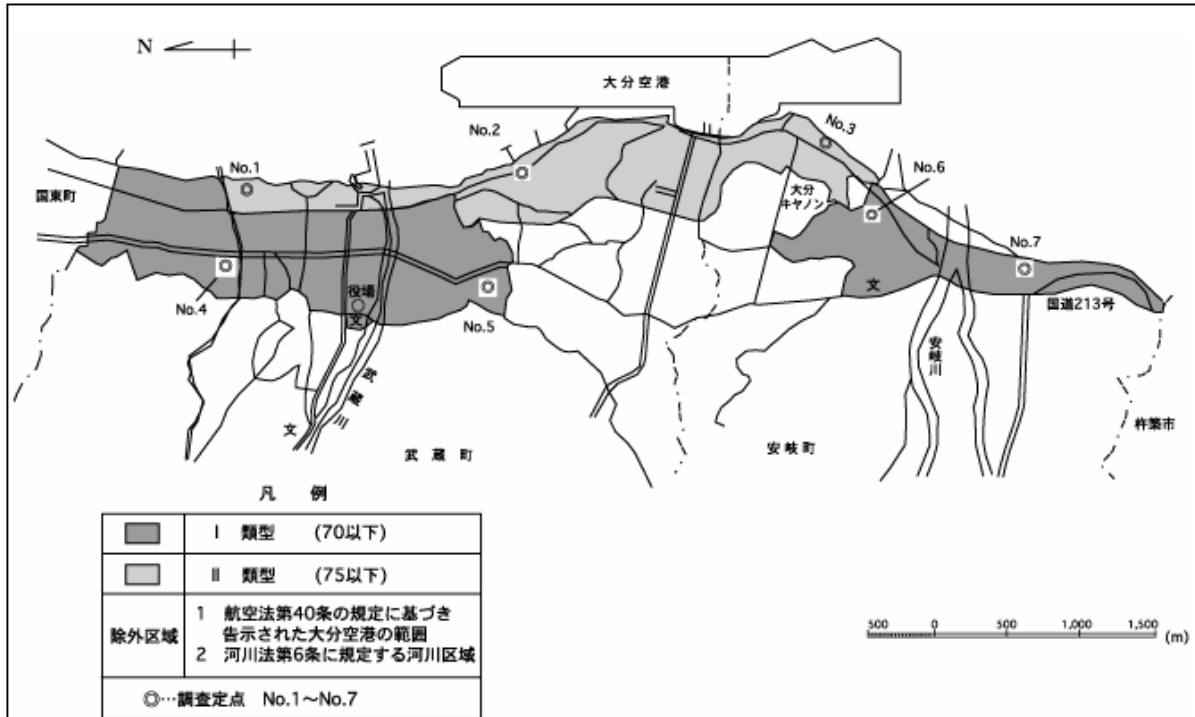 N
大分空港
No.3
No.2
No.1
No.6
国東町
大分
キヤノン
No.7
役場
文
文
No.4
No.5
国道213号
武蔵川
安岐川
文
杵築市
武蔵町
安岐町
凡 例
I 類型 (70以下)
II 類型 (75以下)
除外区域
1 航空法第40条の規定に基づき
告示された大分空港の範囲
2 河川法第6条に規定する河川区域
◎…調査定点 No.1～No.7
500 0 500 1,000 1,500 (m)